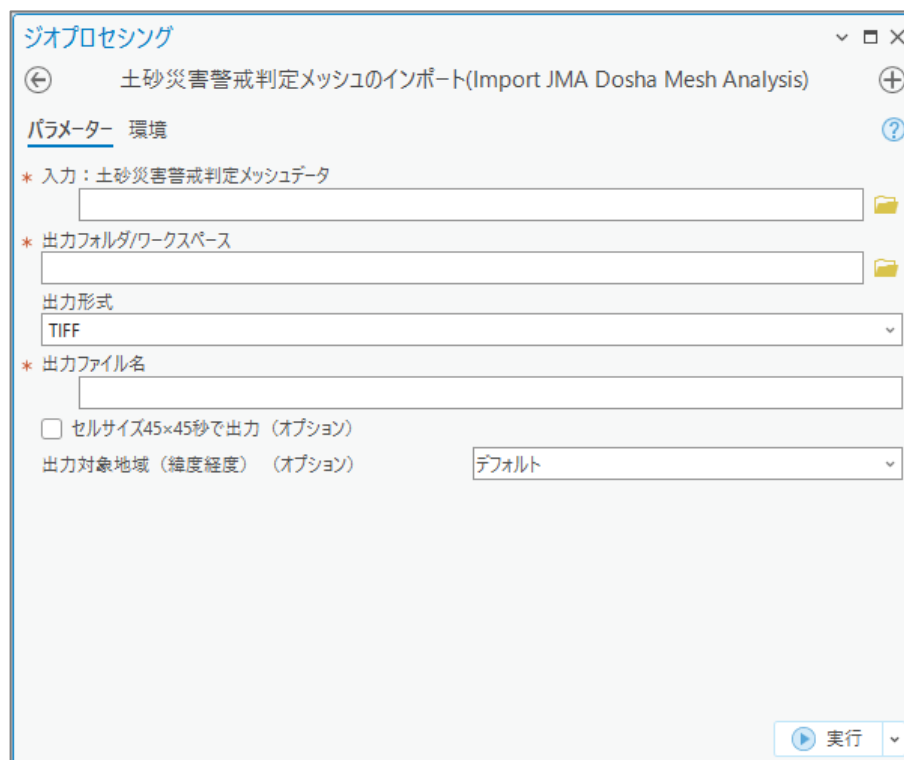 ジオプロセシング
土砂災害警戒判定メッシュのインポート(Import JMA Dosha Mesh Analysis)
パラメーター 環境
* 入力：土砂災害警戒判定メッシュデータ
* 出力フォルダ/ワークスペース
出力形式
TIFF
* 出力ファイル名
セルサイズ45×45秒で出力（オプション）
出力対象地域（緯度経度）（オプション） デフォルト
実行